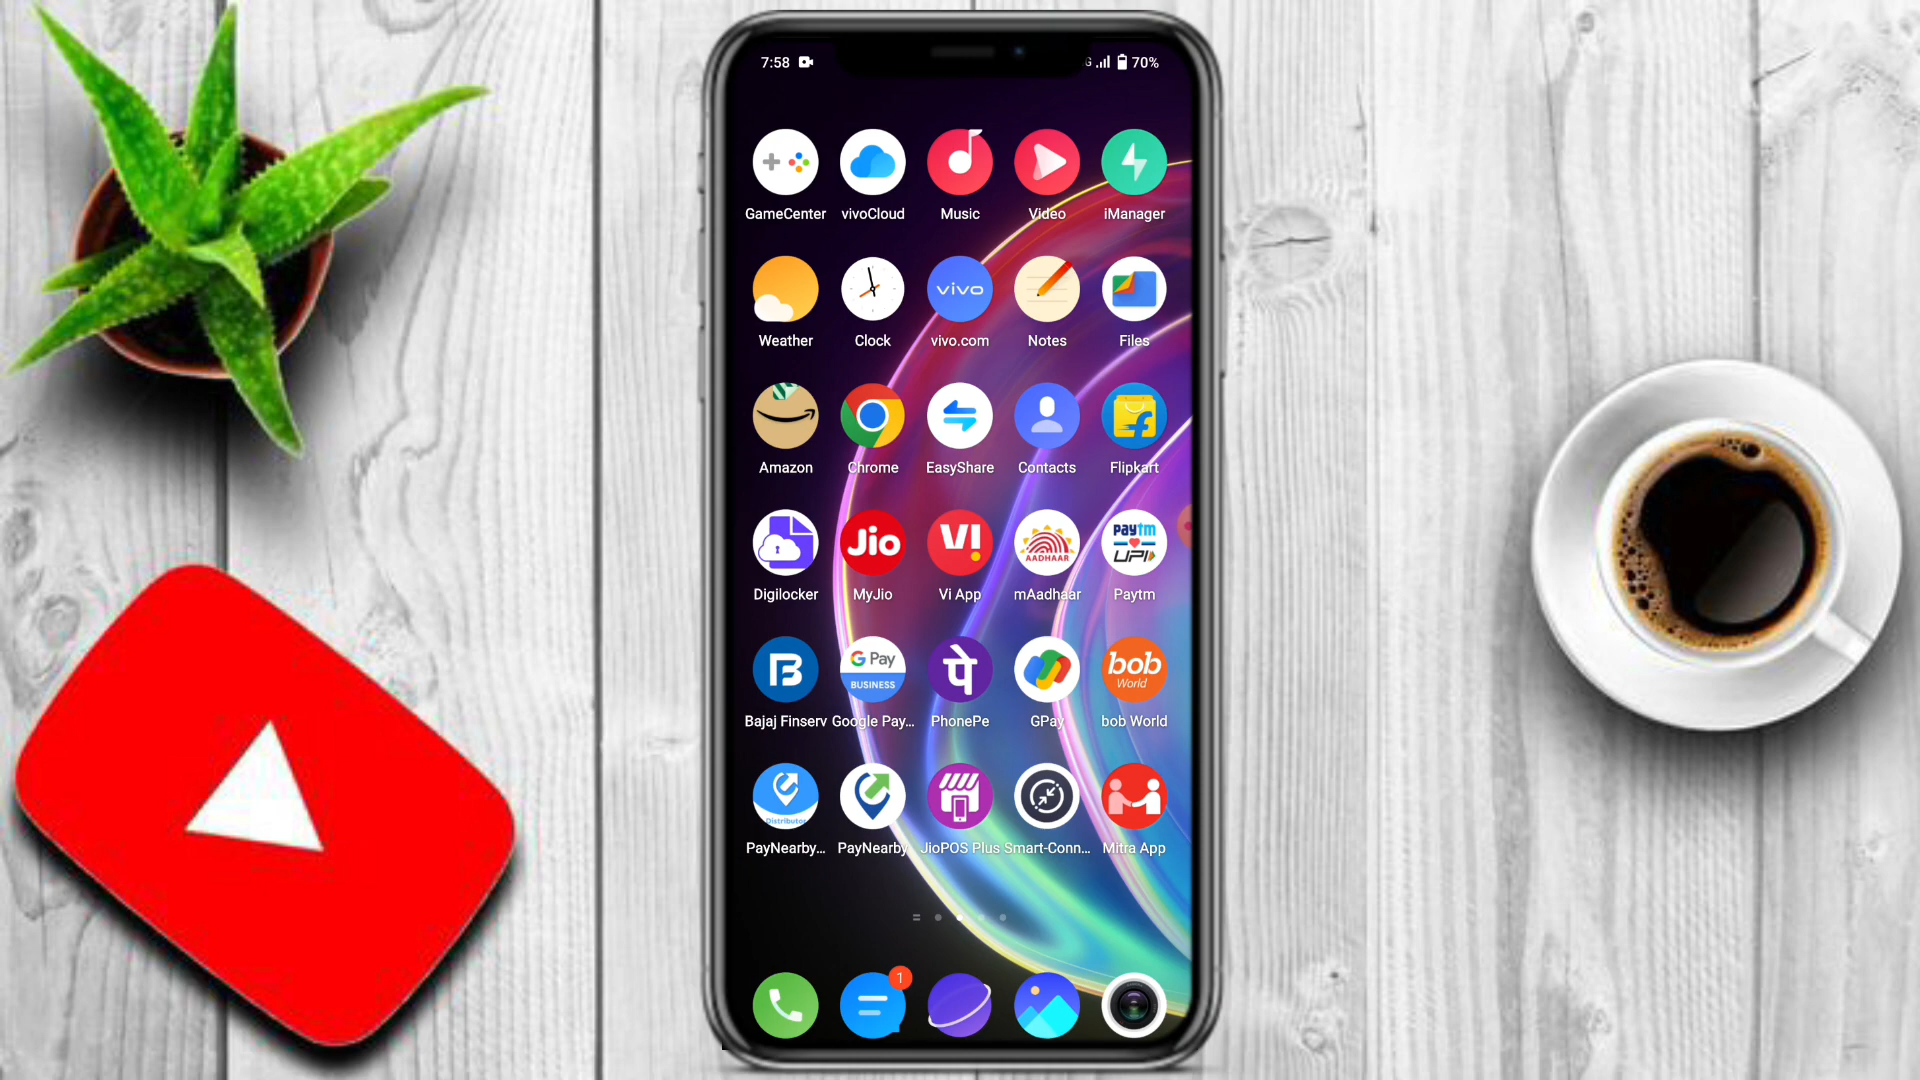 7:58
G 70%
GameCenter vivoCloud Music Video iManager
vivo
Weather Clock vivo.com Notes Files
Amazon Chrome EasyShare Contacts Flipkart
Jio VI AADHAAR paytm UPI
Digilocker MyJio Vi App mAadhaar Paytm
B G Pay BUSINESS पे bob World
Bajaj Finserv Google Pay... PhonePe GPay bob World
Distributor
PayNearby... PayNearby JioPOS Plus Smart-Conn... Mitra App
1